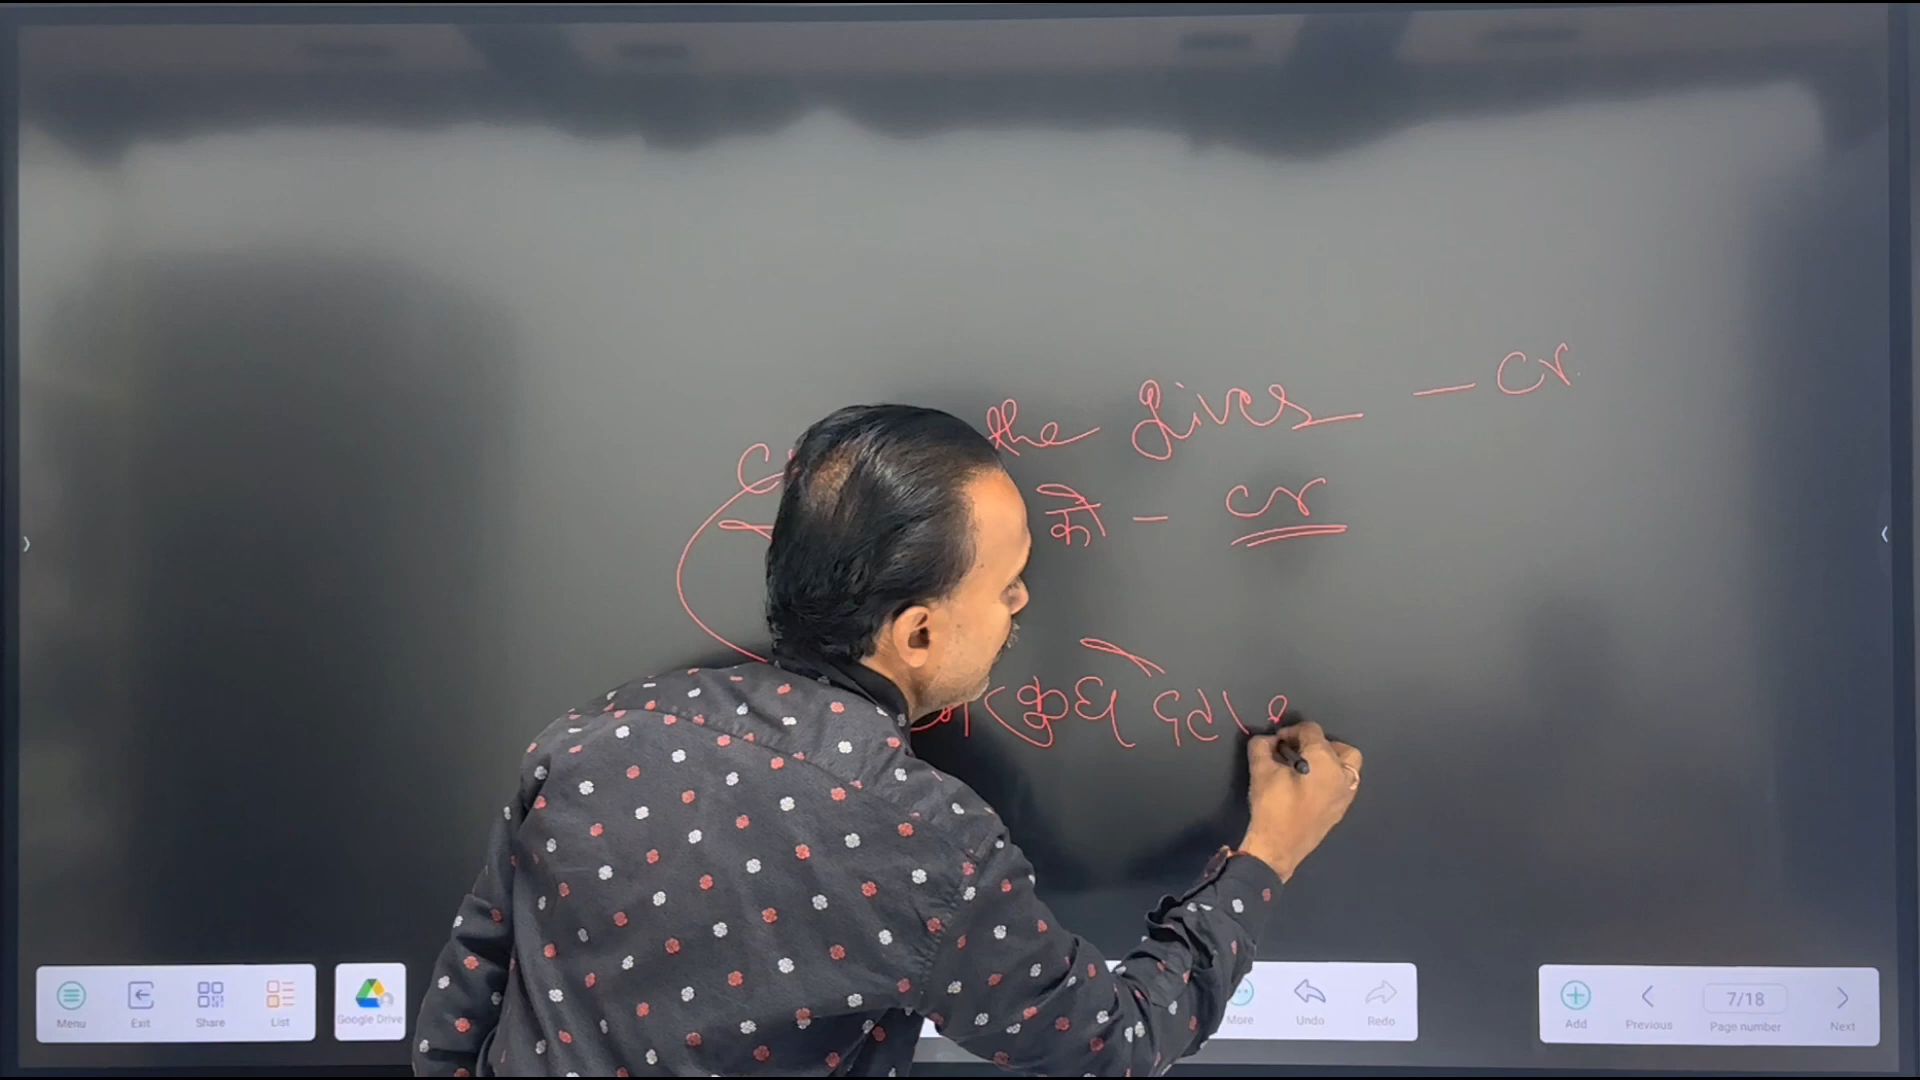 the Giver — Cr.
को — Cr
कुछ देता ह
Menu Exit Share List Google Drive More Undo Redo Add Previous 7/18 Page number Next